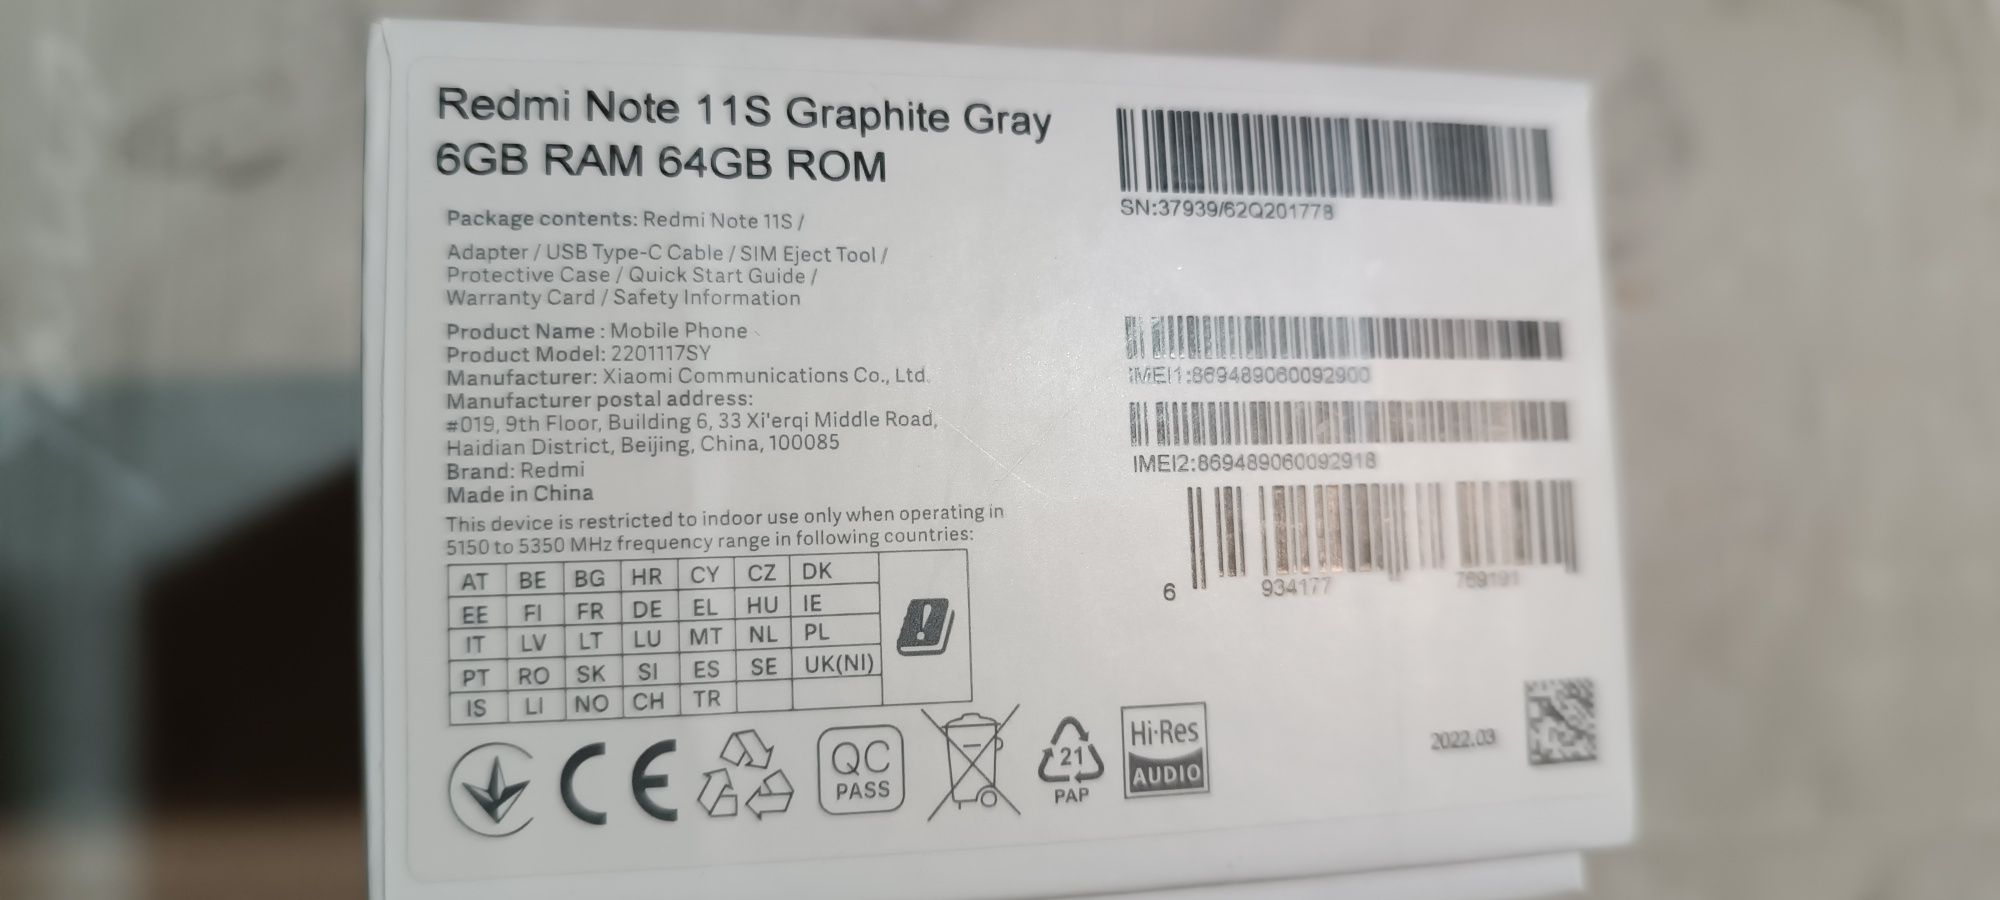 Redmi Note 11S Graphite Gray
6GB RAM 64GB ROM
Package contents: Redmi Note 11S /
Adapter / USB Type-C Cable / SIM Eject Tool /
Protective Case / Quick Start Guide /
Warranty Card / Safety Information
Product Name : Mobile Phone
Product Model: 2201117SY
Manufacturer: Xiaomi Communications Co., Ltd.
Manufacturer postal address:
#019, 9th Floor, Building 6, 33 Xi'erqi Middle Road,
Haidian District, Beijing, China, 100085
Brand: Redmi
Made in China
This device is restricted to indoor use only when operating in
5150 to 5350 MHz frequency range in following countries:
AT BE BG HR CY CZ DK
EE FI FR DE EL HU IE
IT LV LT LU MT NL PL
PT RO SK SI ES SE UK(NI)
IS LI NO CH TR
CE
QC
PASS
21
PAP
Hi-Res
AUDIO
SN:37939/62Q201778
IMEI1:869489060092900
IMEI2:869489060092918
6 934177 769191
2022.03